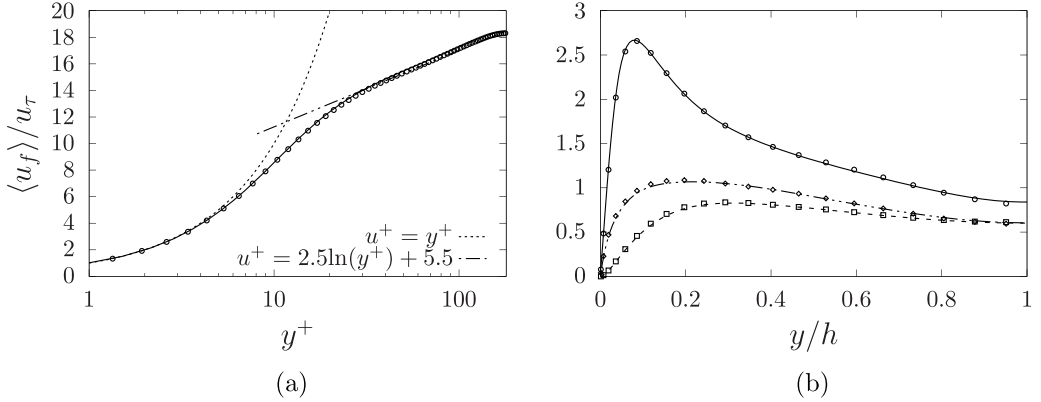 20
18
16
14
12
10
8
6
4
2
0
⟨u_f⟩/u_τ
u⁺ = y⁺
u⁺ = 2.5ln(y⁺) + 5.5
1 10 100
y⁺
(a)
3
2.5
2
1.5
1
0.5
0
0 0.2 0.4 0.6 0.8 1
y/h
(b)